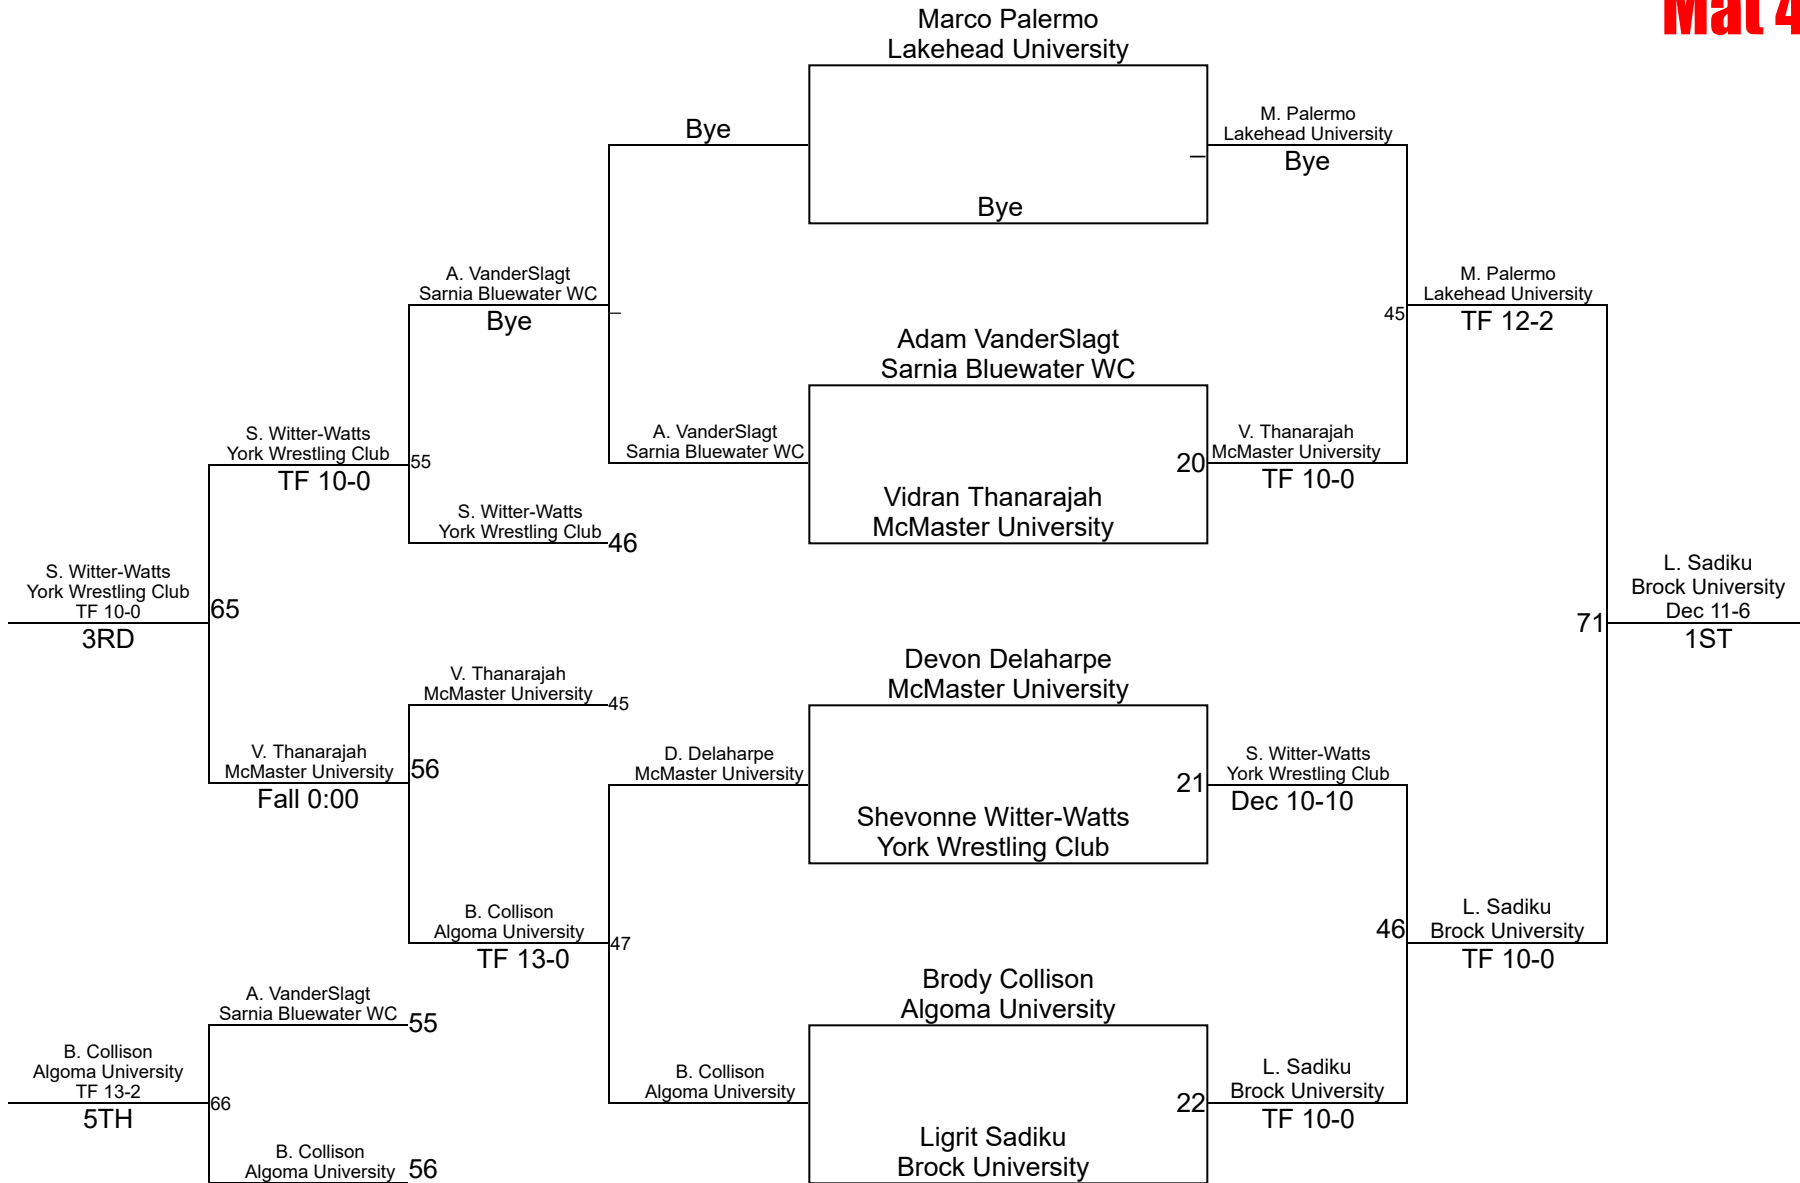 Mat 4
Marco Palermo
Lakehead University
Bye
Bye
M. Palermo
Lakehead University
Bye
A. VanderSlagt
Sarnia Bluewater WC
Bye
M. Palermo
Lakehead University
TF 12-2
45
Adam VanderSlagt
Sarnia Bluewater WC
A. VanderSlagt
Sarnia Bluewater WC
Vidran Thanarajah
McMaster University
20
V. Thanarajah
McMaster University
TF 10-0
S. Witter-Watts
York Wrestling Club
TF 10-0
55
S. Witter-Watts
York Wrestling Club
46
S. Witter-Watts
York Wrestling Club
TF 10-0
3RD
65
L. Sadiku
Brock University
Dec 11-6
1ST
71
V. Thanarajah
McMaster University
45
Devon Delaharpe
McMaster University
D. Delaharpe
McMaster University
Shevonne Witter-Watts
York Wrestling Club
21
S. Witter-Watts
York Wrestling Club
Dec 10-10
V. Thanarajah
McMaster University
Fall 0:00
56
B. Collison
Algoma University
TF 13-0
47
46
L. Sadiku
Brock University
TF 10-0
Brody Collison
Algoma University
B. Collison
Algoma University
Ligrit Sadiku
Brock University
22
L. Sadiku
Brock University
TF 10-0
A. VanderSlagt
Sarnia Bluewater WC
55
B. Collison
Algoma University
TF 13-2
5TH
66
B. Collison
Algoma University
56